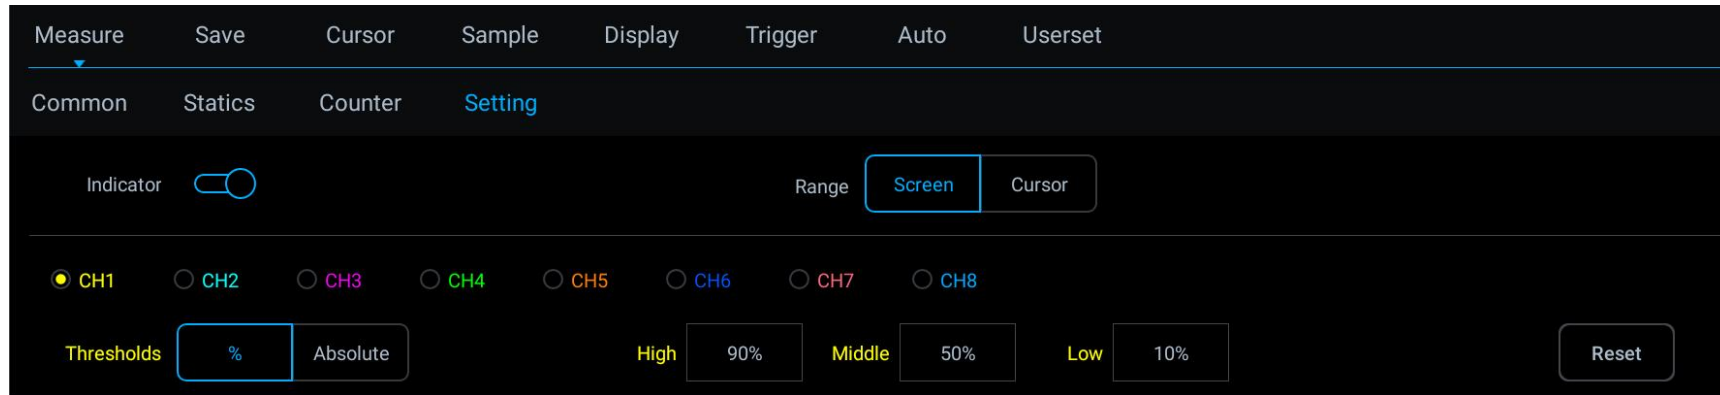 Measure Save Cursor Sample Display Trigger Auto Userset
Common Statics Counter Setting
Indicator Range Screen Cursor
CH1 CH2 CH3 CH4 CH5 CH6 CH7 CH8
Thresholds % Absolute High 90% Middle 50% Low 10% Reset